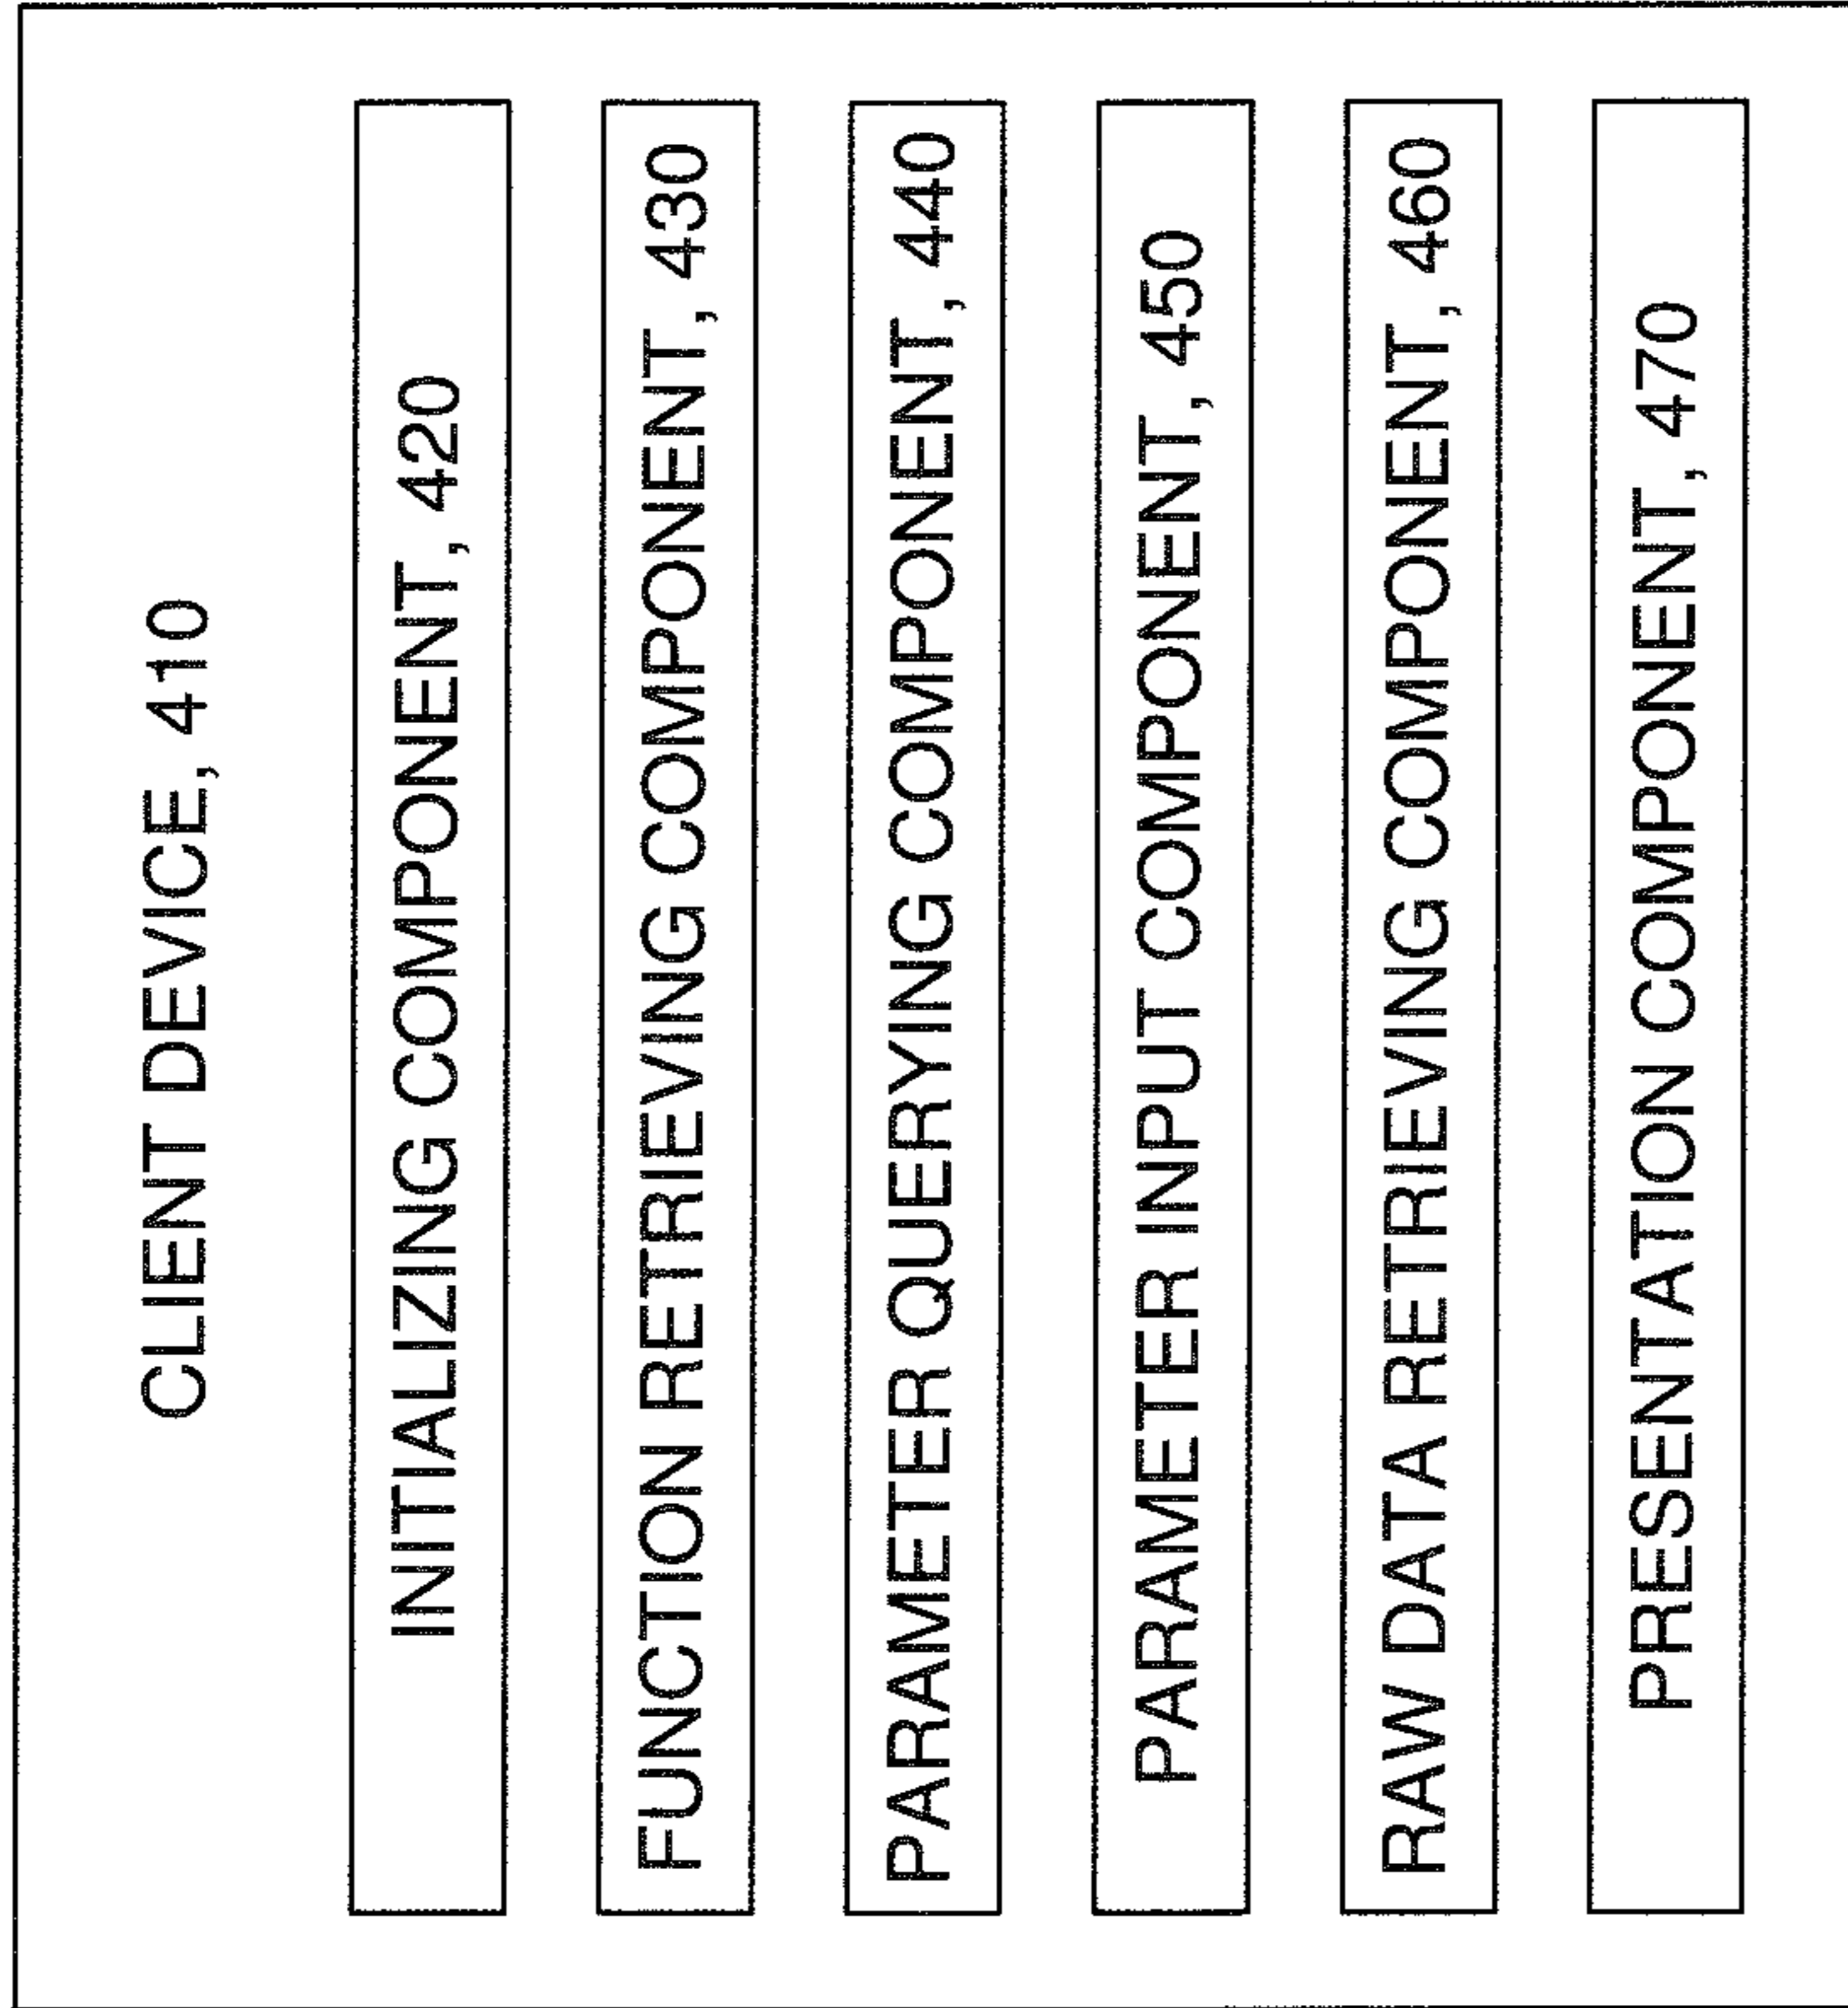 CLIENT DEVICE, 410
INITIALIZING COMPONENT, 420
FUNCTION RETRIEVING COMPONENT, 430
PARAMETER QUERYING COMPONENT, 440
PARAMETER INPUT COMPONENT, 450
RAW DATA RETRIEVING COMPONENT, 460
PRESENTATION COMPONENT, 470